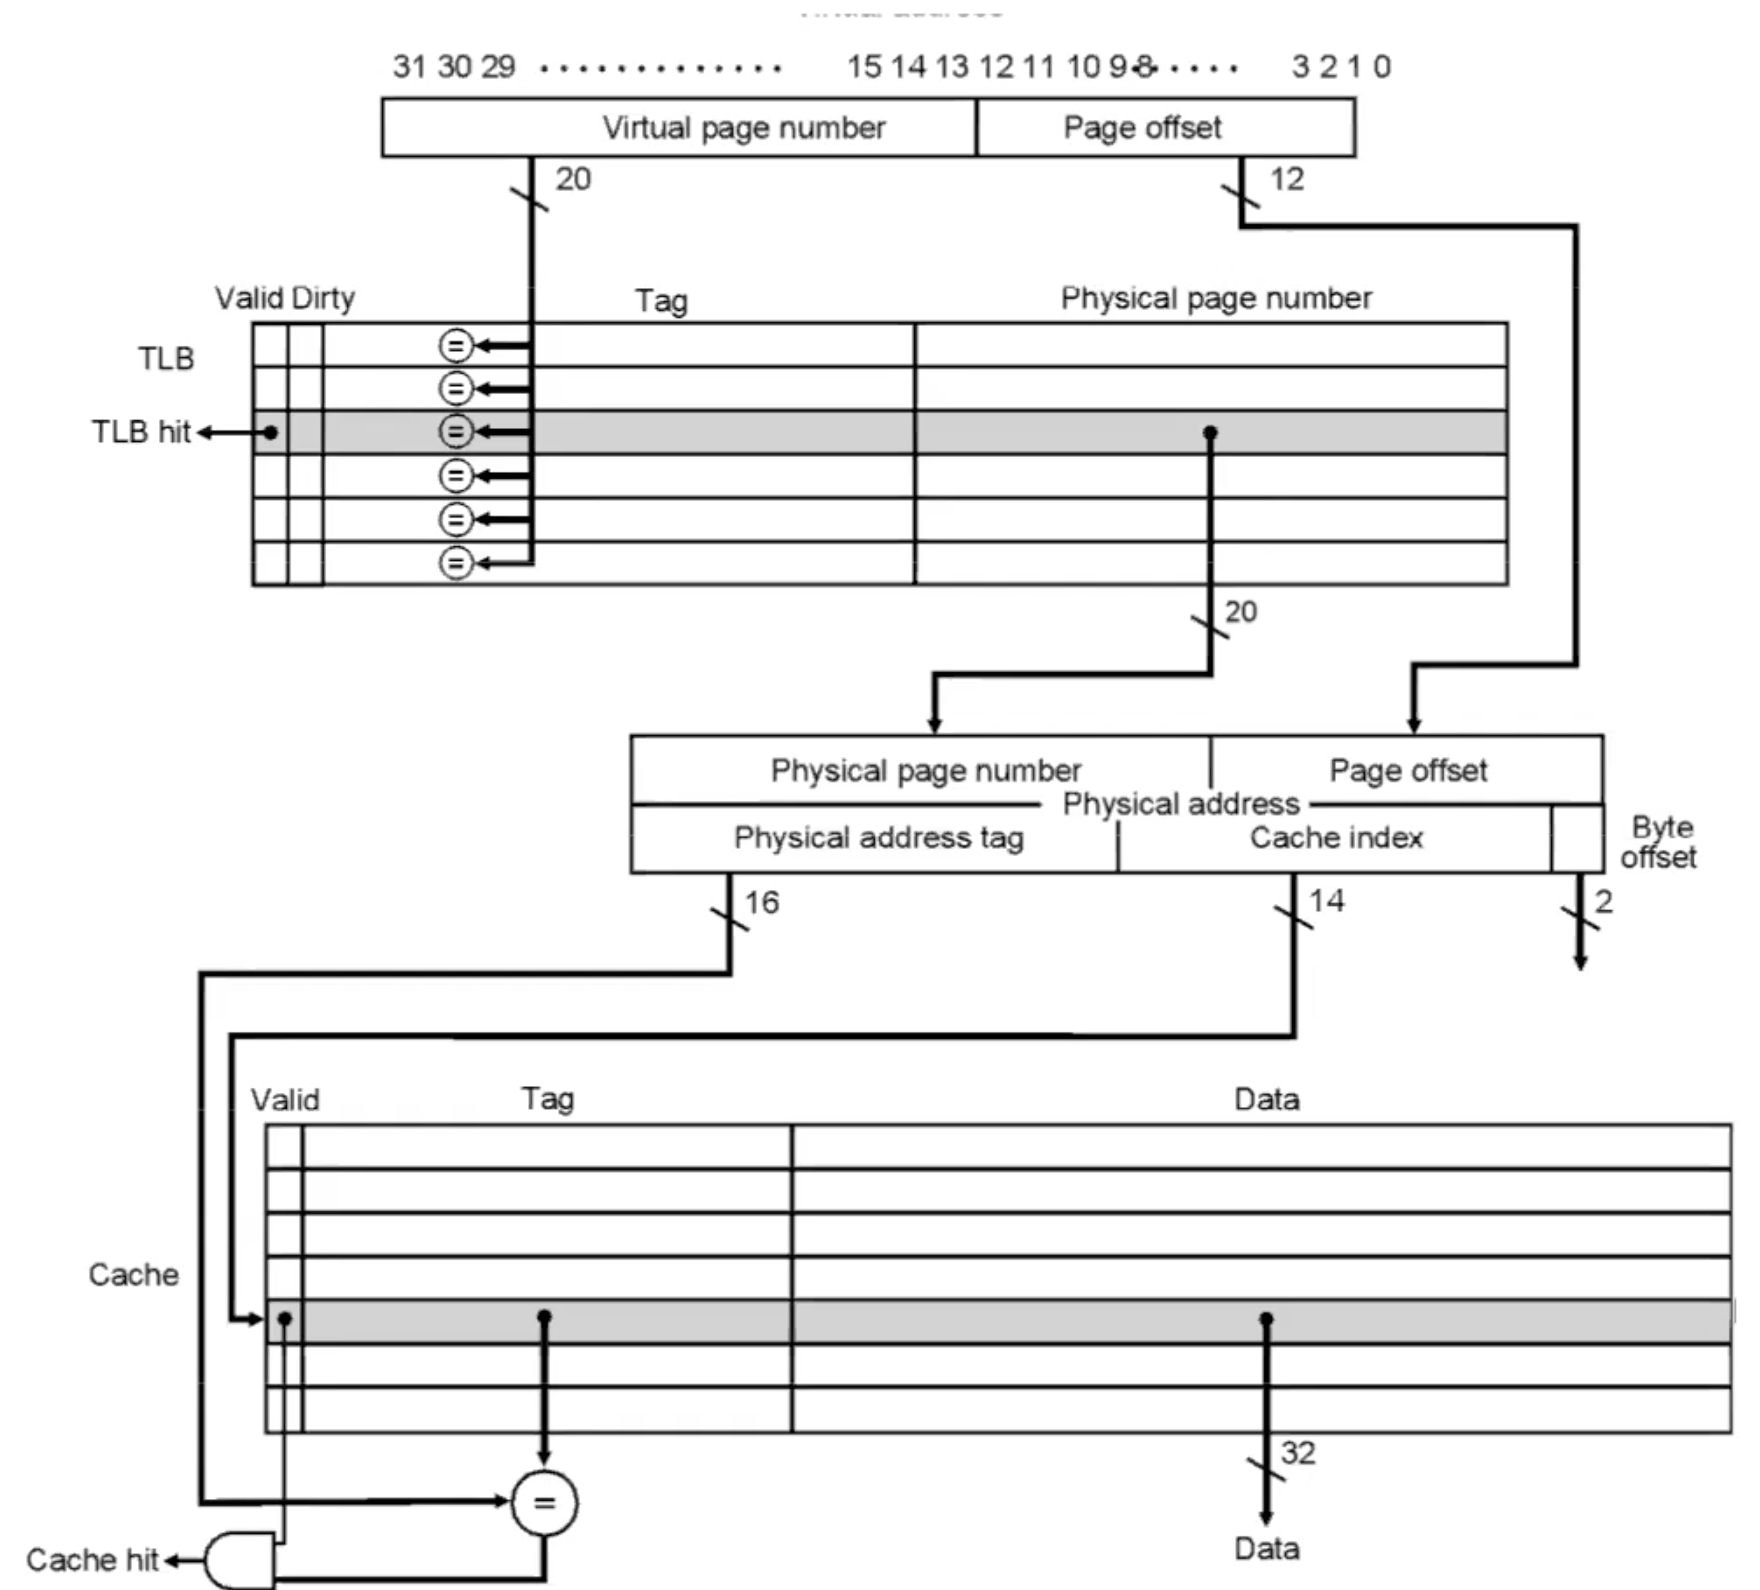 31 30 29 ············· 15 14 13 12 11 10 9 8 ····· 3 2 1 0
Virtual page number Page offset
20 12
Valid Dirty Tag Physical page number
TLB =
=
TLB hit =
=
=
=
20
Physical page number Page offset
Physical address
Physical address tag Cache index Byte offset
16 14 2
Valid Tag Data
Cache
32
=
Data
Cache hit